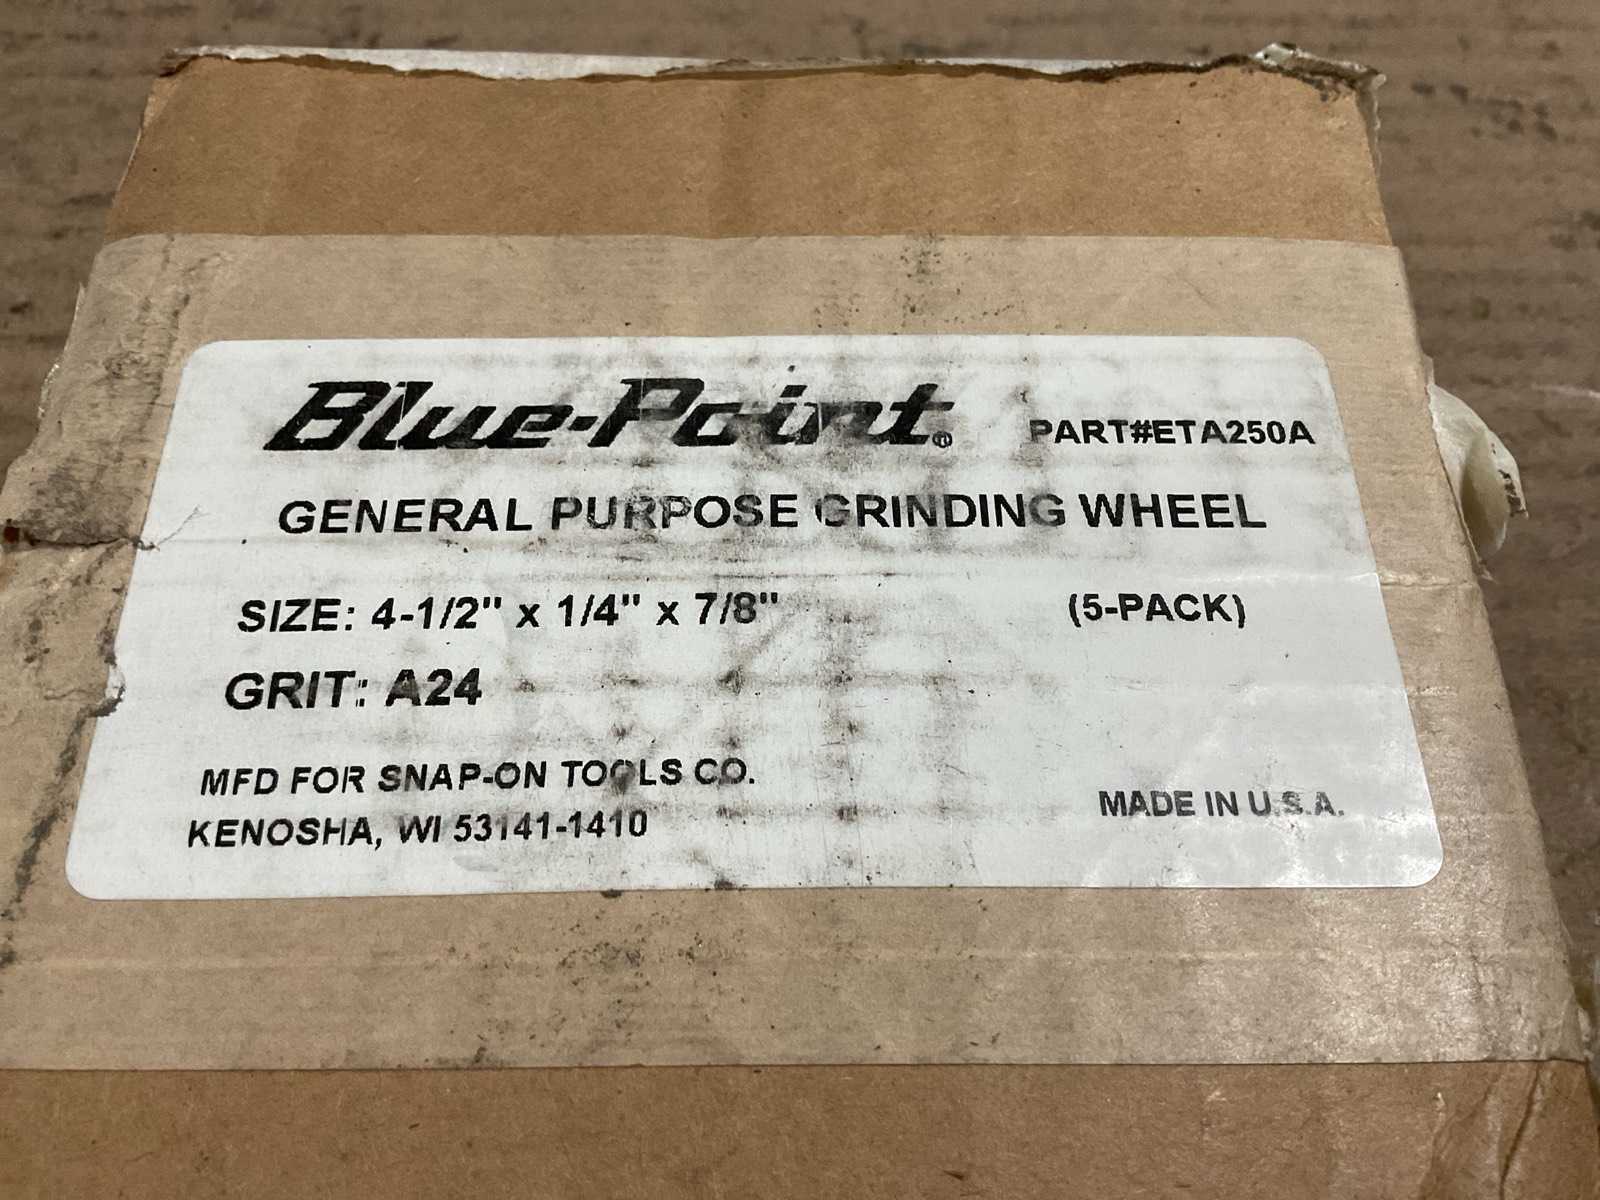 Blue-Point®
PART#ETA250A
GENERAL PURPOSE GRINDING WHEEL
SIZE: 4-1/2" x 1/4" x 7/8" (5-PACK)
GRIT: A24
MFD FOR SNAP-ON TOOLS CO.
KENOSHA, WI 53141-1410
MADE IN U.S.A.